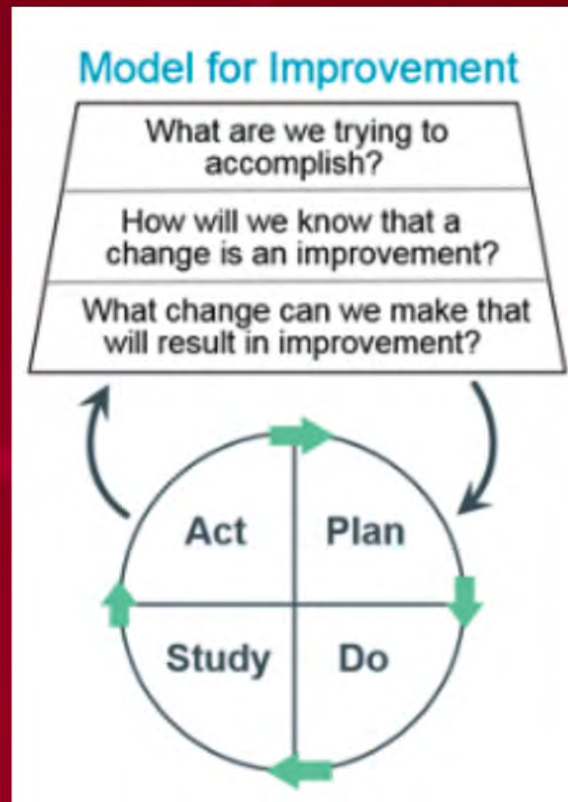 Model for Improvement
What are we trying to
accomplish?
How will we know that a
change is an improvement?
What change can we make that
will result in improvement?
Act
Plan
Study
Do